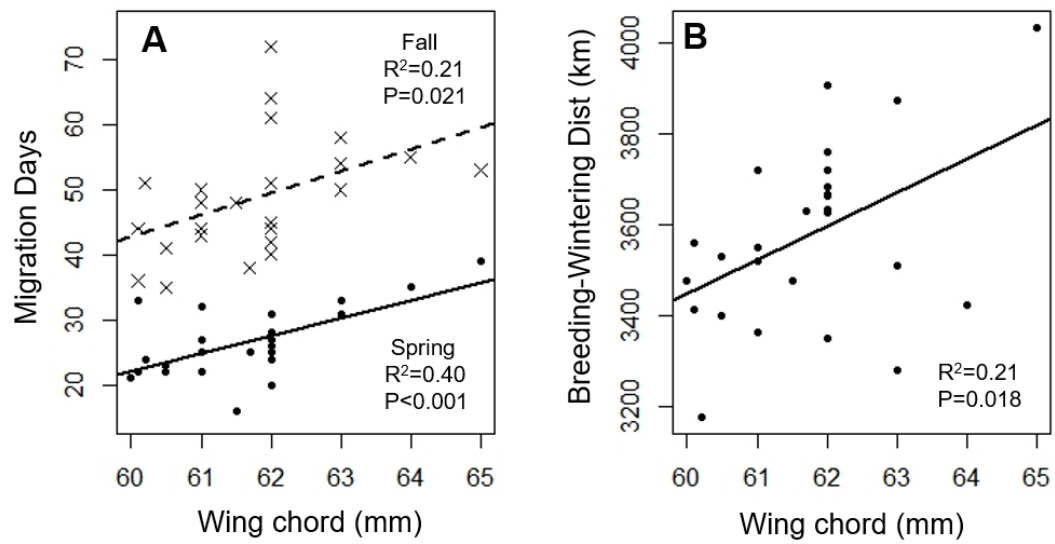 A
Fall
R²=0.21
P=0.021
Spring
R²=0.40
P<0.001
Migration Days
70
60
50
40
30
20
60 61 62 63 64 65
Wing chord (mm)
B
R²=0.21
P=0.018
Breeding-Wintering Dist (km)
4000
3800
3600
3400
3200
60 61 62 63 64 65
Wing chord (mm)